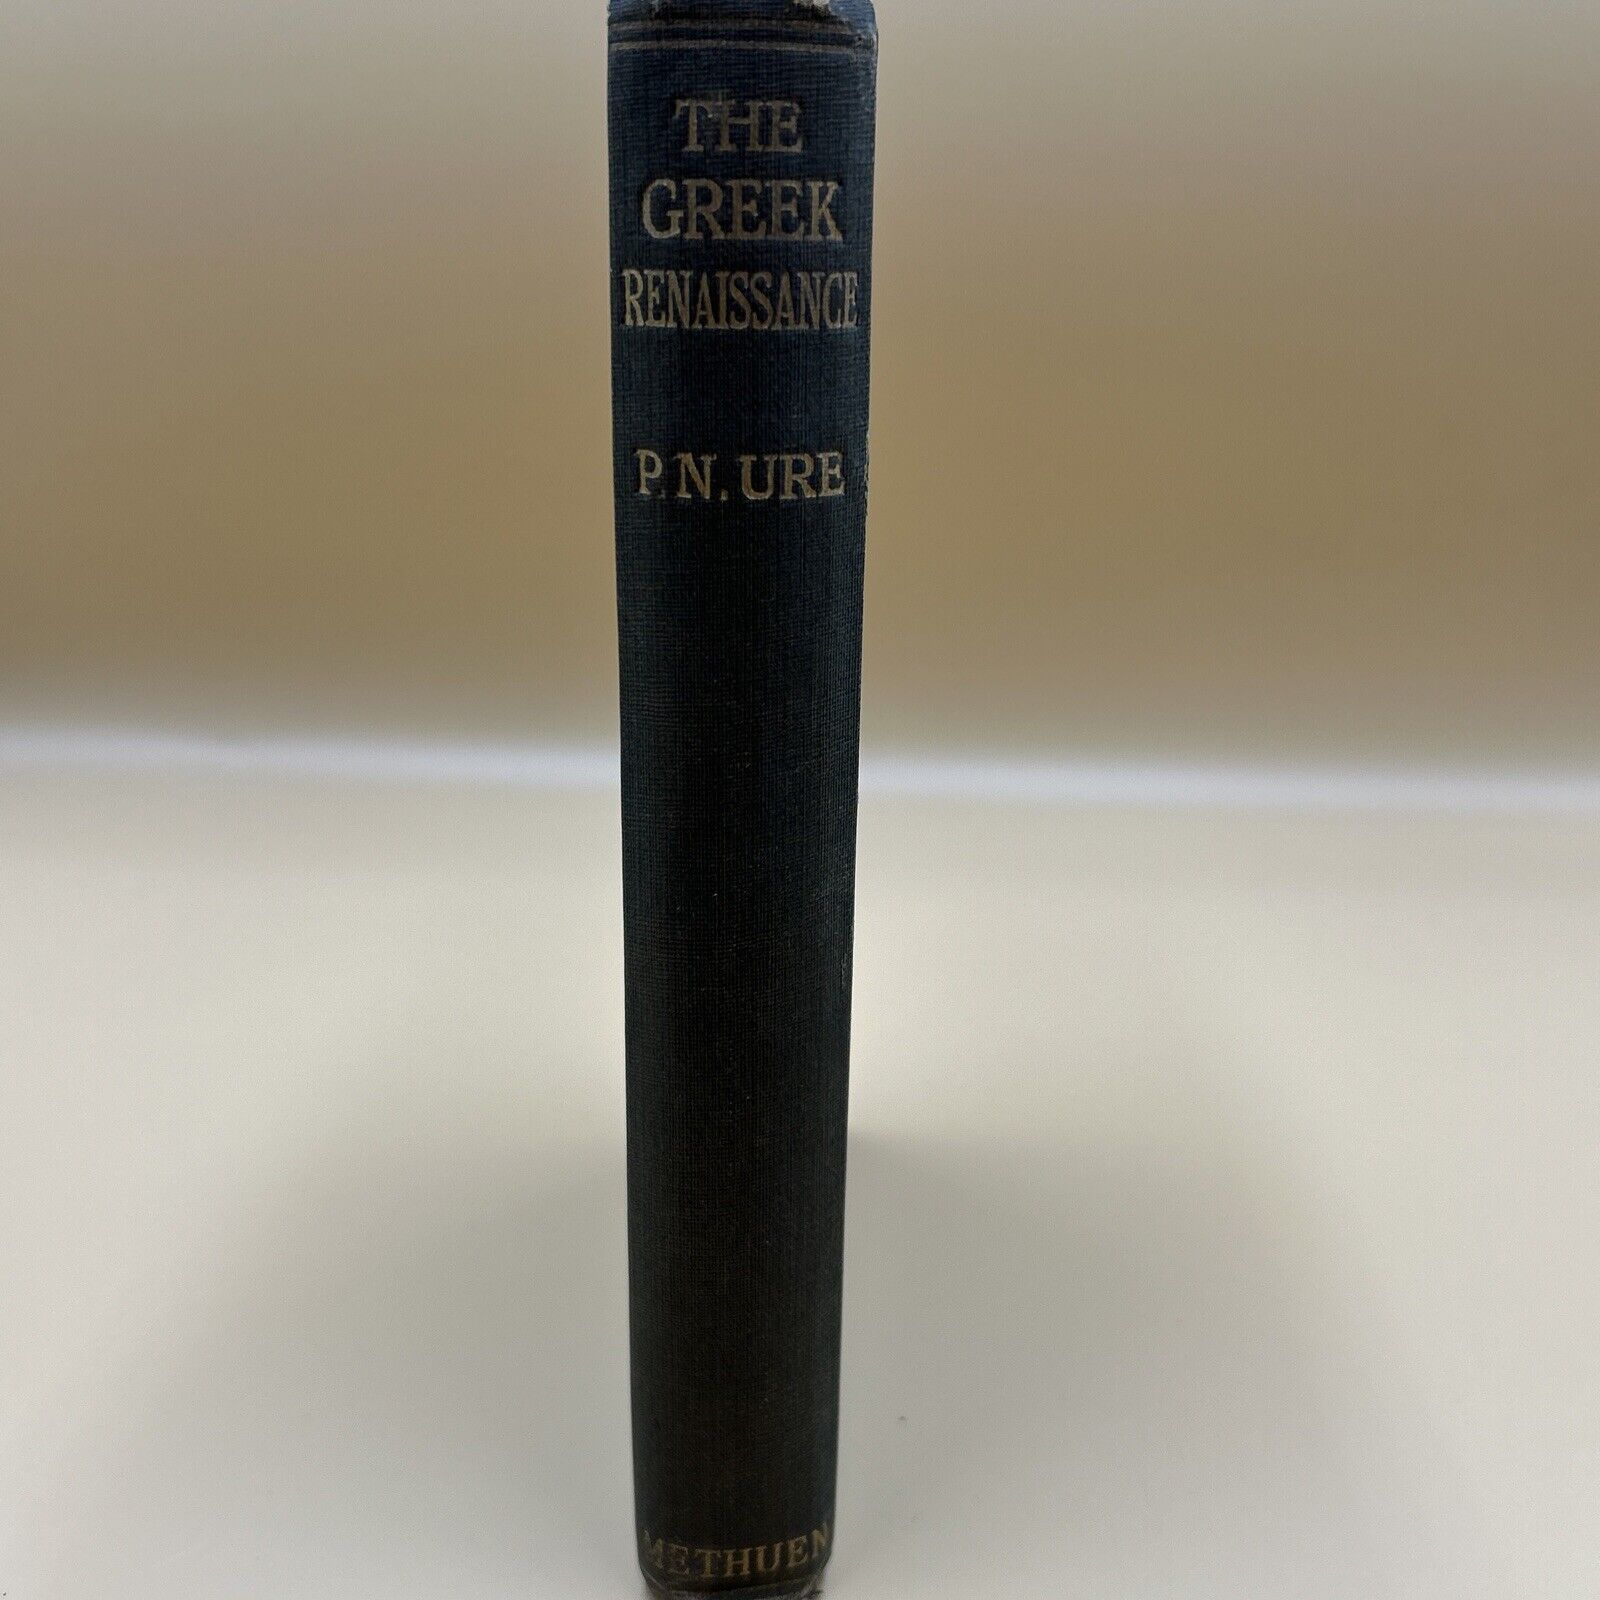 THE
GREEK
RENAISSANCE
P. N. URE
METHUEN